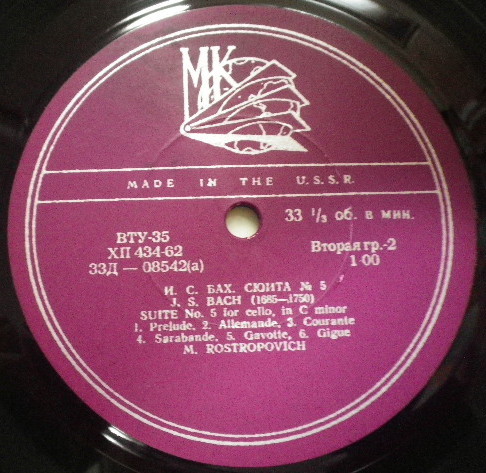 МК
MADE IN THE U.S.S.R.
33 1/3 об. в мин.
ВТУ-35
ХП 434-62
33Д — 08542(а)
Вторая гр.-2
1-00
И. С. БАХ. СЮИТА № 5
J. S. BACH (1685—1750)
SUITE No. 5 for cello, in C minor
1. Prelude, 2. Allemande, 3. Courante
4. Sarabande, 5. Gavotte, 6. Gigue
M. ROSTROPOVICH